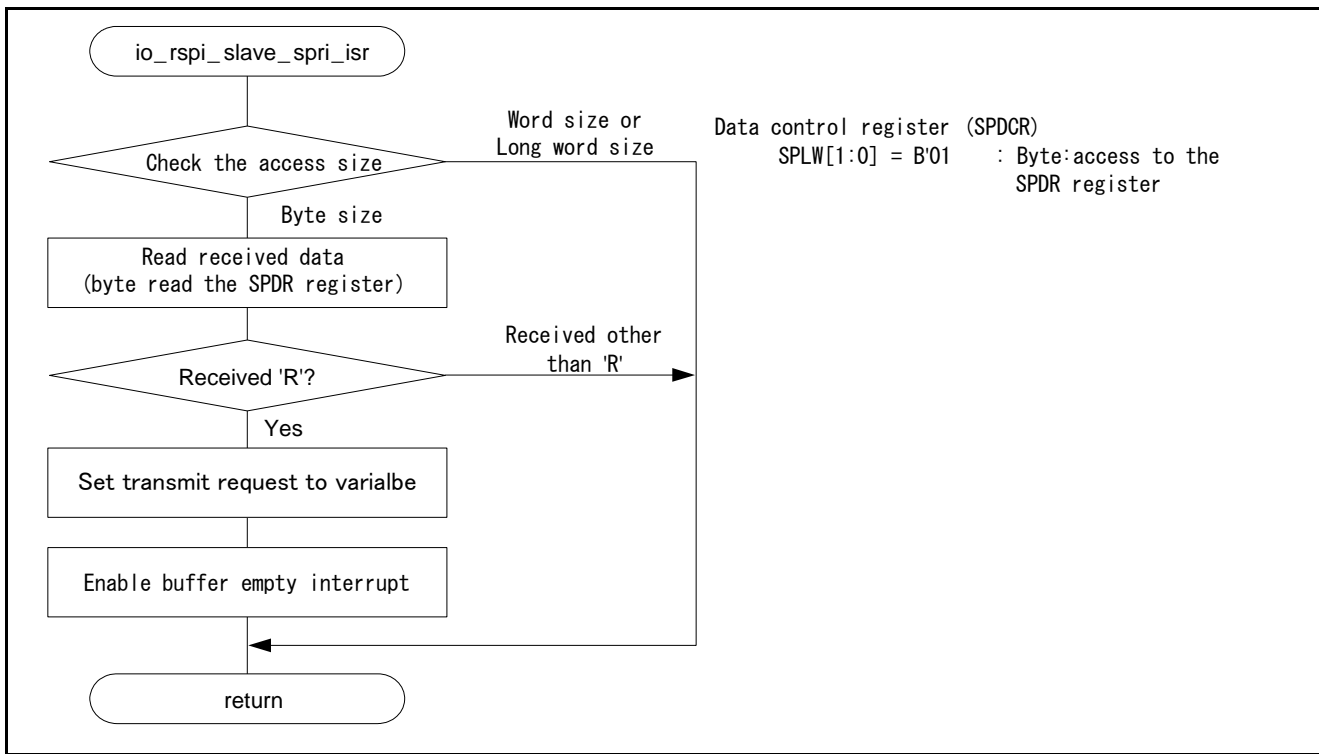 io_rspi_slave_spri_isr
Word size or
Long word size
Data control register (SPDCR)
SPLW[1:0] = B'01 : Byte:access to the
SPDR register
Check the access size
Byte size
Read received data
(byte read the SPDR register)
Received other
than 'R'
Received 'R'?
Yes
Set transmit request to varialbe
Enable buffer empty interrupt
return